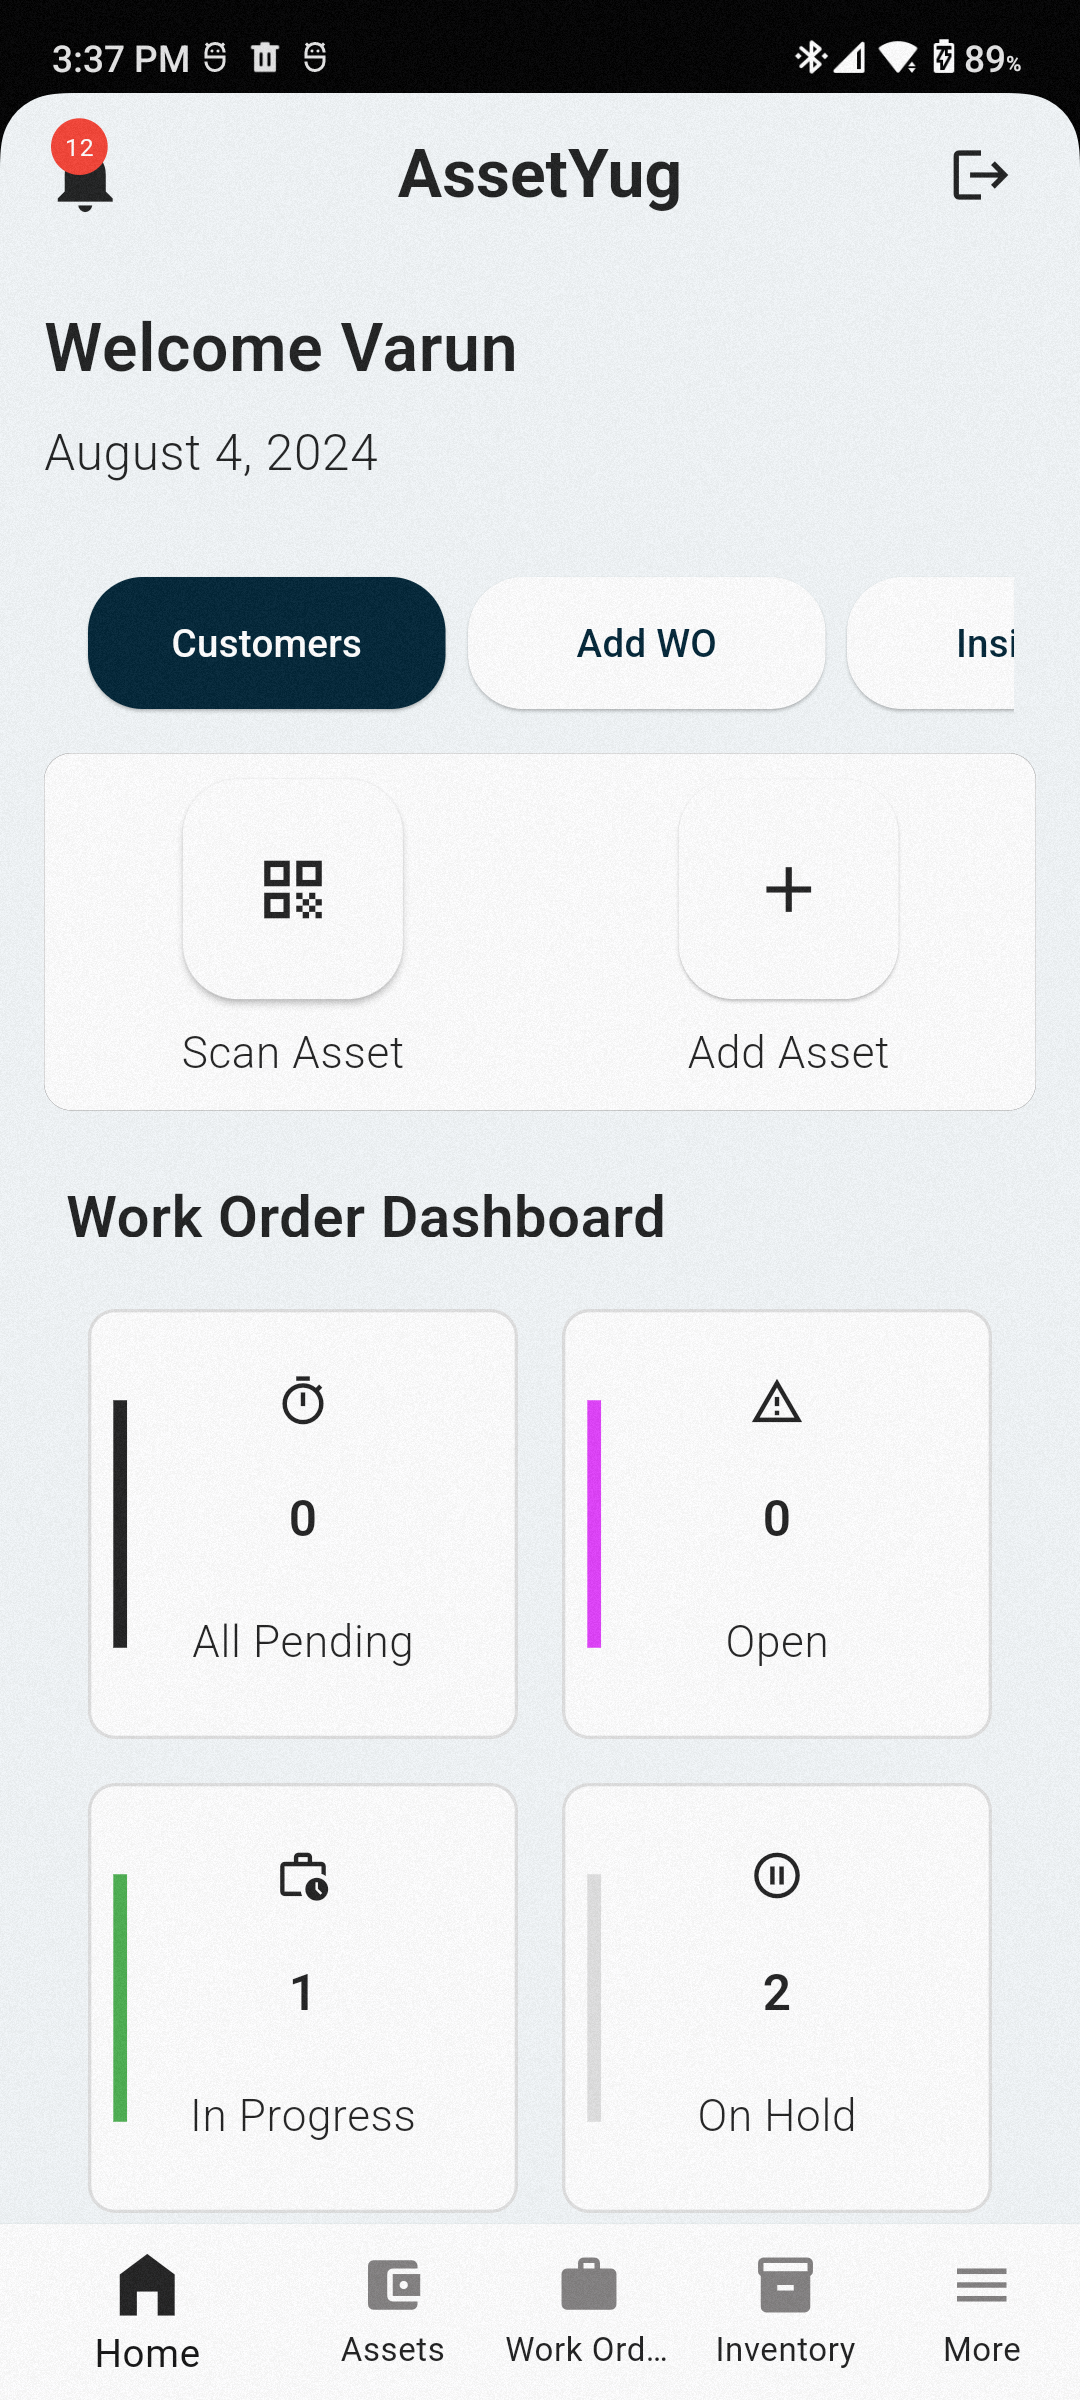 3:37 PM 89%
12 AssetYug
Welcome Varun
August 4, 2024
Customers Add WO Insi
Scan Asset Add Asset
Work Order Dashboard
0 0
All Pending Open
1 2
In Progress On Hold
Home Assets Work Ord... Inventory More